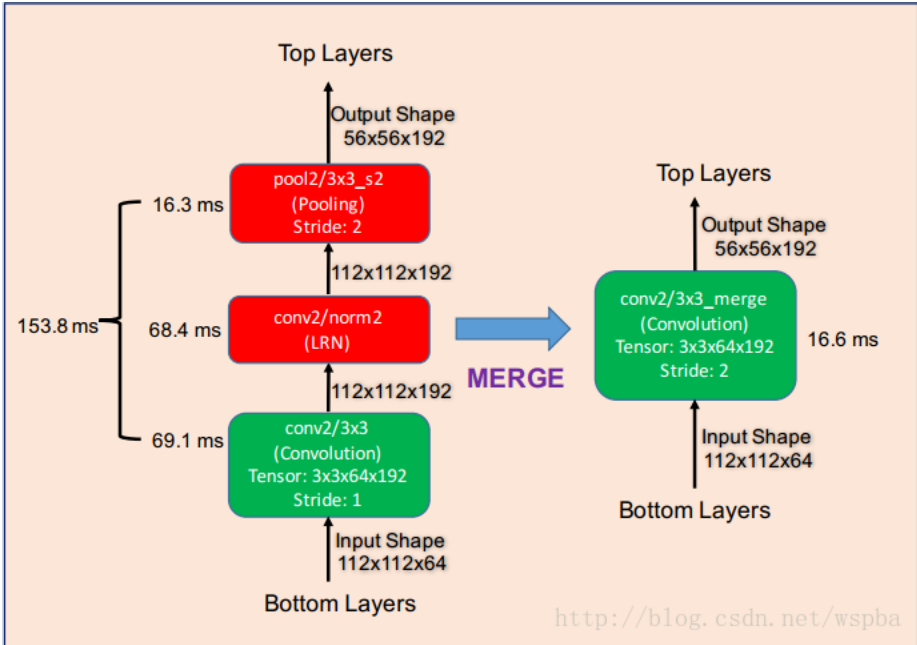 Top Layers
Output Shape
56x56x192
pool2/3x3_s2
(Pooling)
Stride: 2
16.3 ms
112x112x192
conv2/norm2
(LRN)
68.4 ms
153.8 ms
112x112x192
conv2/3x3
(Convolution)
Tensor: 3x3x64x192
Stride: 1
69.1 ms
Input Shape
112x112x64
Bottom Layers
MERGE
Top Layers
Output Shape
56x56x192
conv2/3x3_merge
(Convolution)
Tensor: 3x3x64x192
Stride: 2
16.6 ms
Input Shape
112x112x64
Bottom Layers
http://blog.csdn.net/wspba